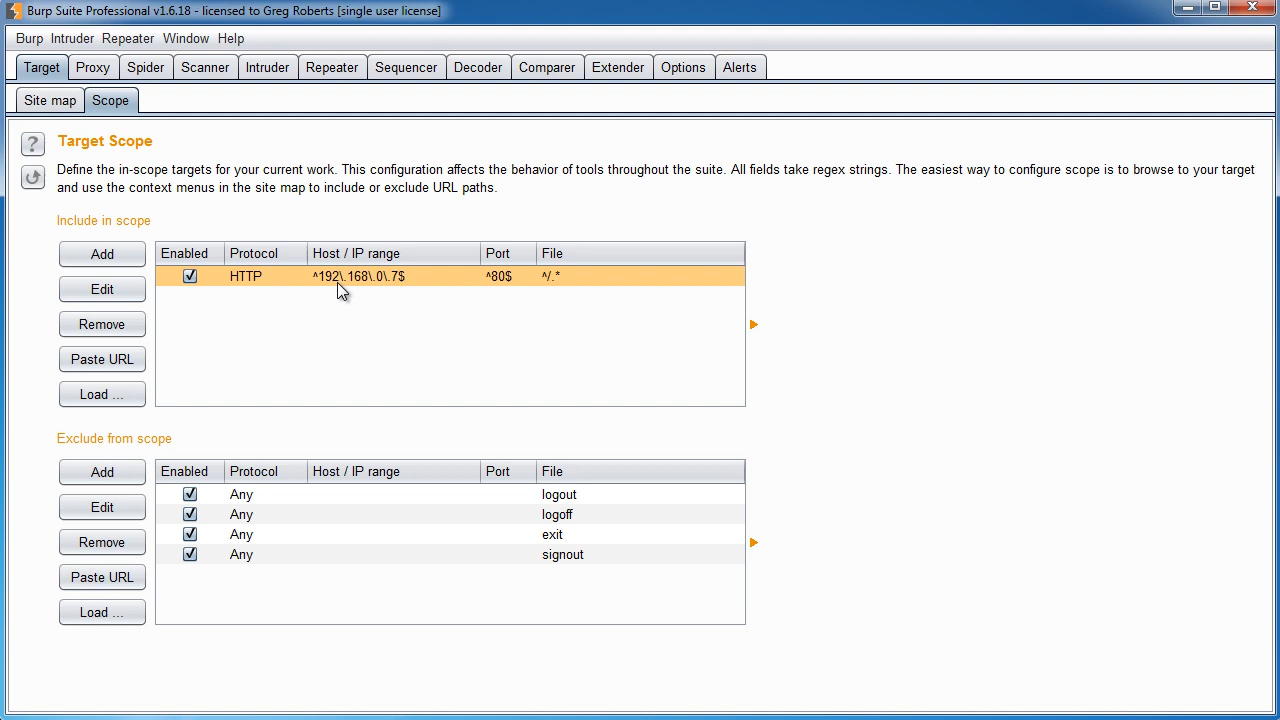 Burp Suite Professional v1.6.18 - licensed to Greg Roberts [single user license]
Burp Intruder Repeater Window Help
Target Proxy Spider Scanner Intruder Repeater Sequencer Decoder Comparer Extender Options Alerts
Site map Scope
? Target Scope
Define the in-scope targets for your current work. This configuration affects the behavior of tools throughout the suite. All fields take regex strings. The easiest way to configure scope is to browse to your target
and use the context menus in the site map to include or exclude URL paths.
Include in scope
Add
Edit
Remove
Paste URL
Load ...
Enabled Protocol Host / IP range Port File
HTTP ^192\.168\.0\.7$ ^80$ ^/.*
Exclude from scope
Add
Edit
Remove
Paste URL
Load ...
Enabled Protocol Host / IP range Port File
Any logout
Any logoff
Any exit
Any signout